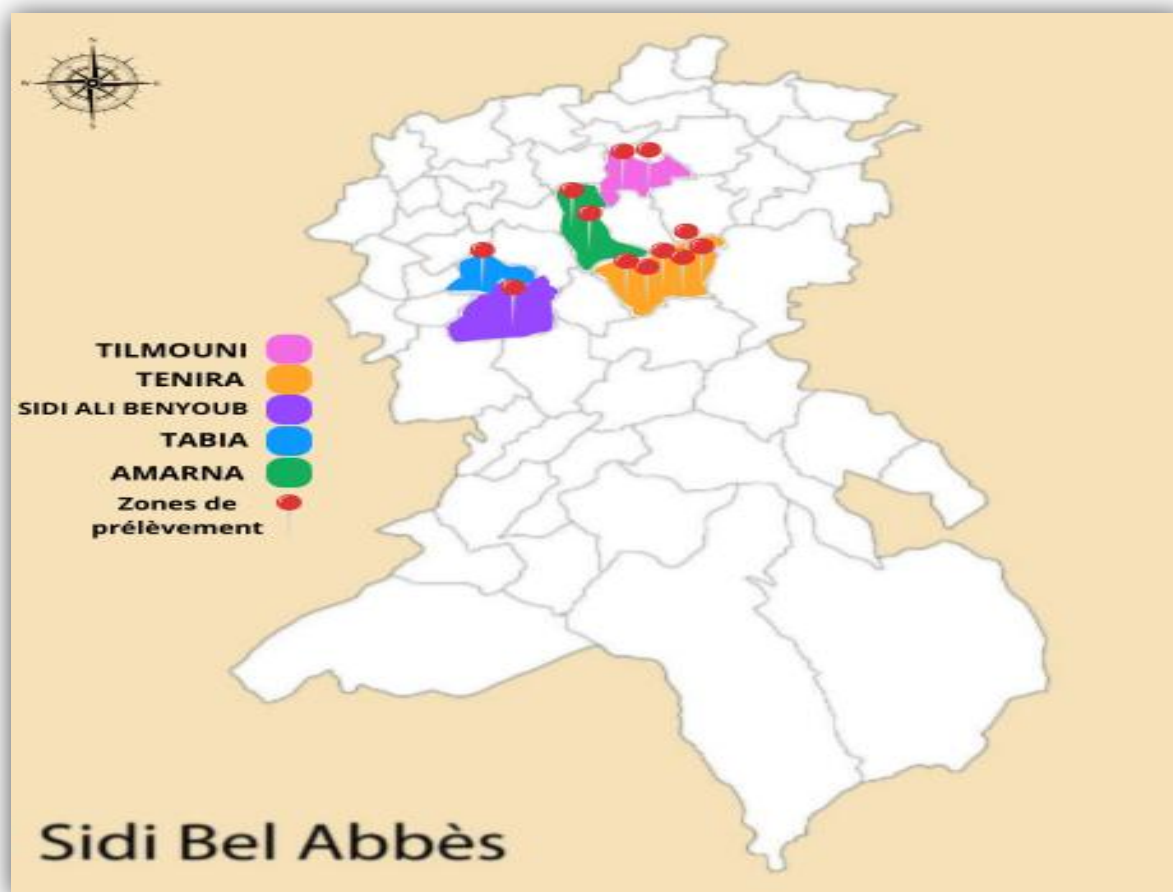 TILMOUNI
TENIRA
SIDI ALI BENYOUB
TABIA
AMARNA
Zones de
prélèvement
Sidi Bel Abbès